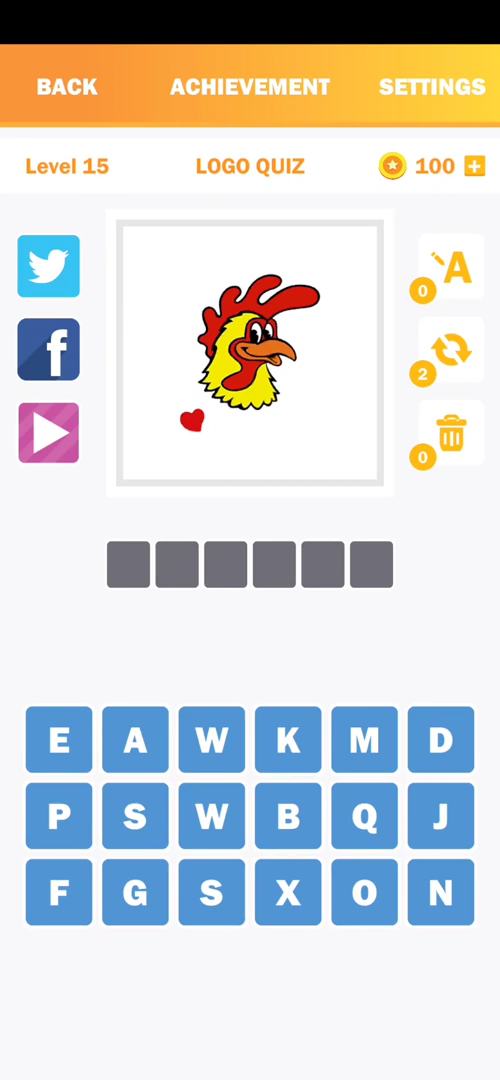 BACK ACHIEVEMENT SETTINGS
Level 15 LOGO QUIZ 100 +
A
0
f
2
0
E A W K M D
P S W B Q J
F G S X O N